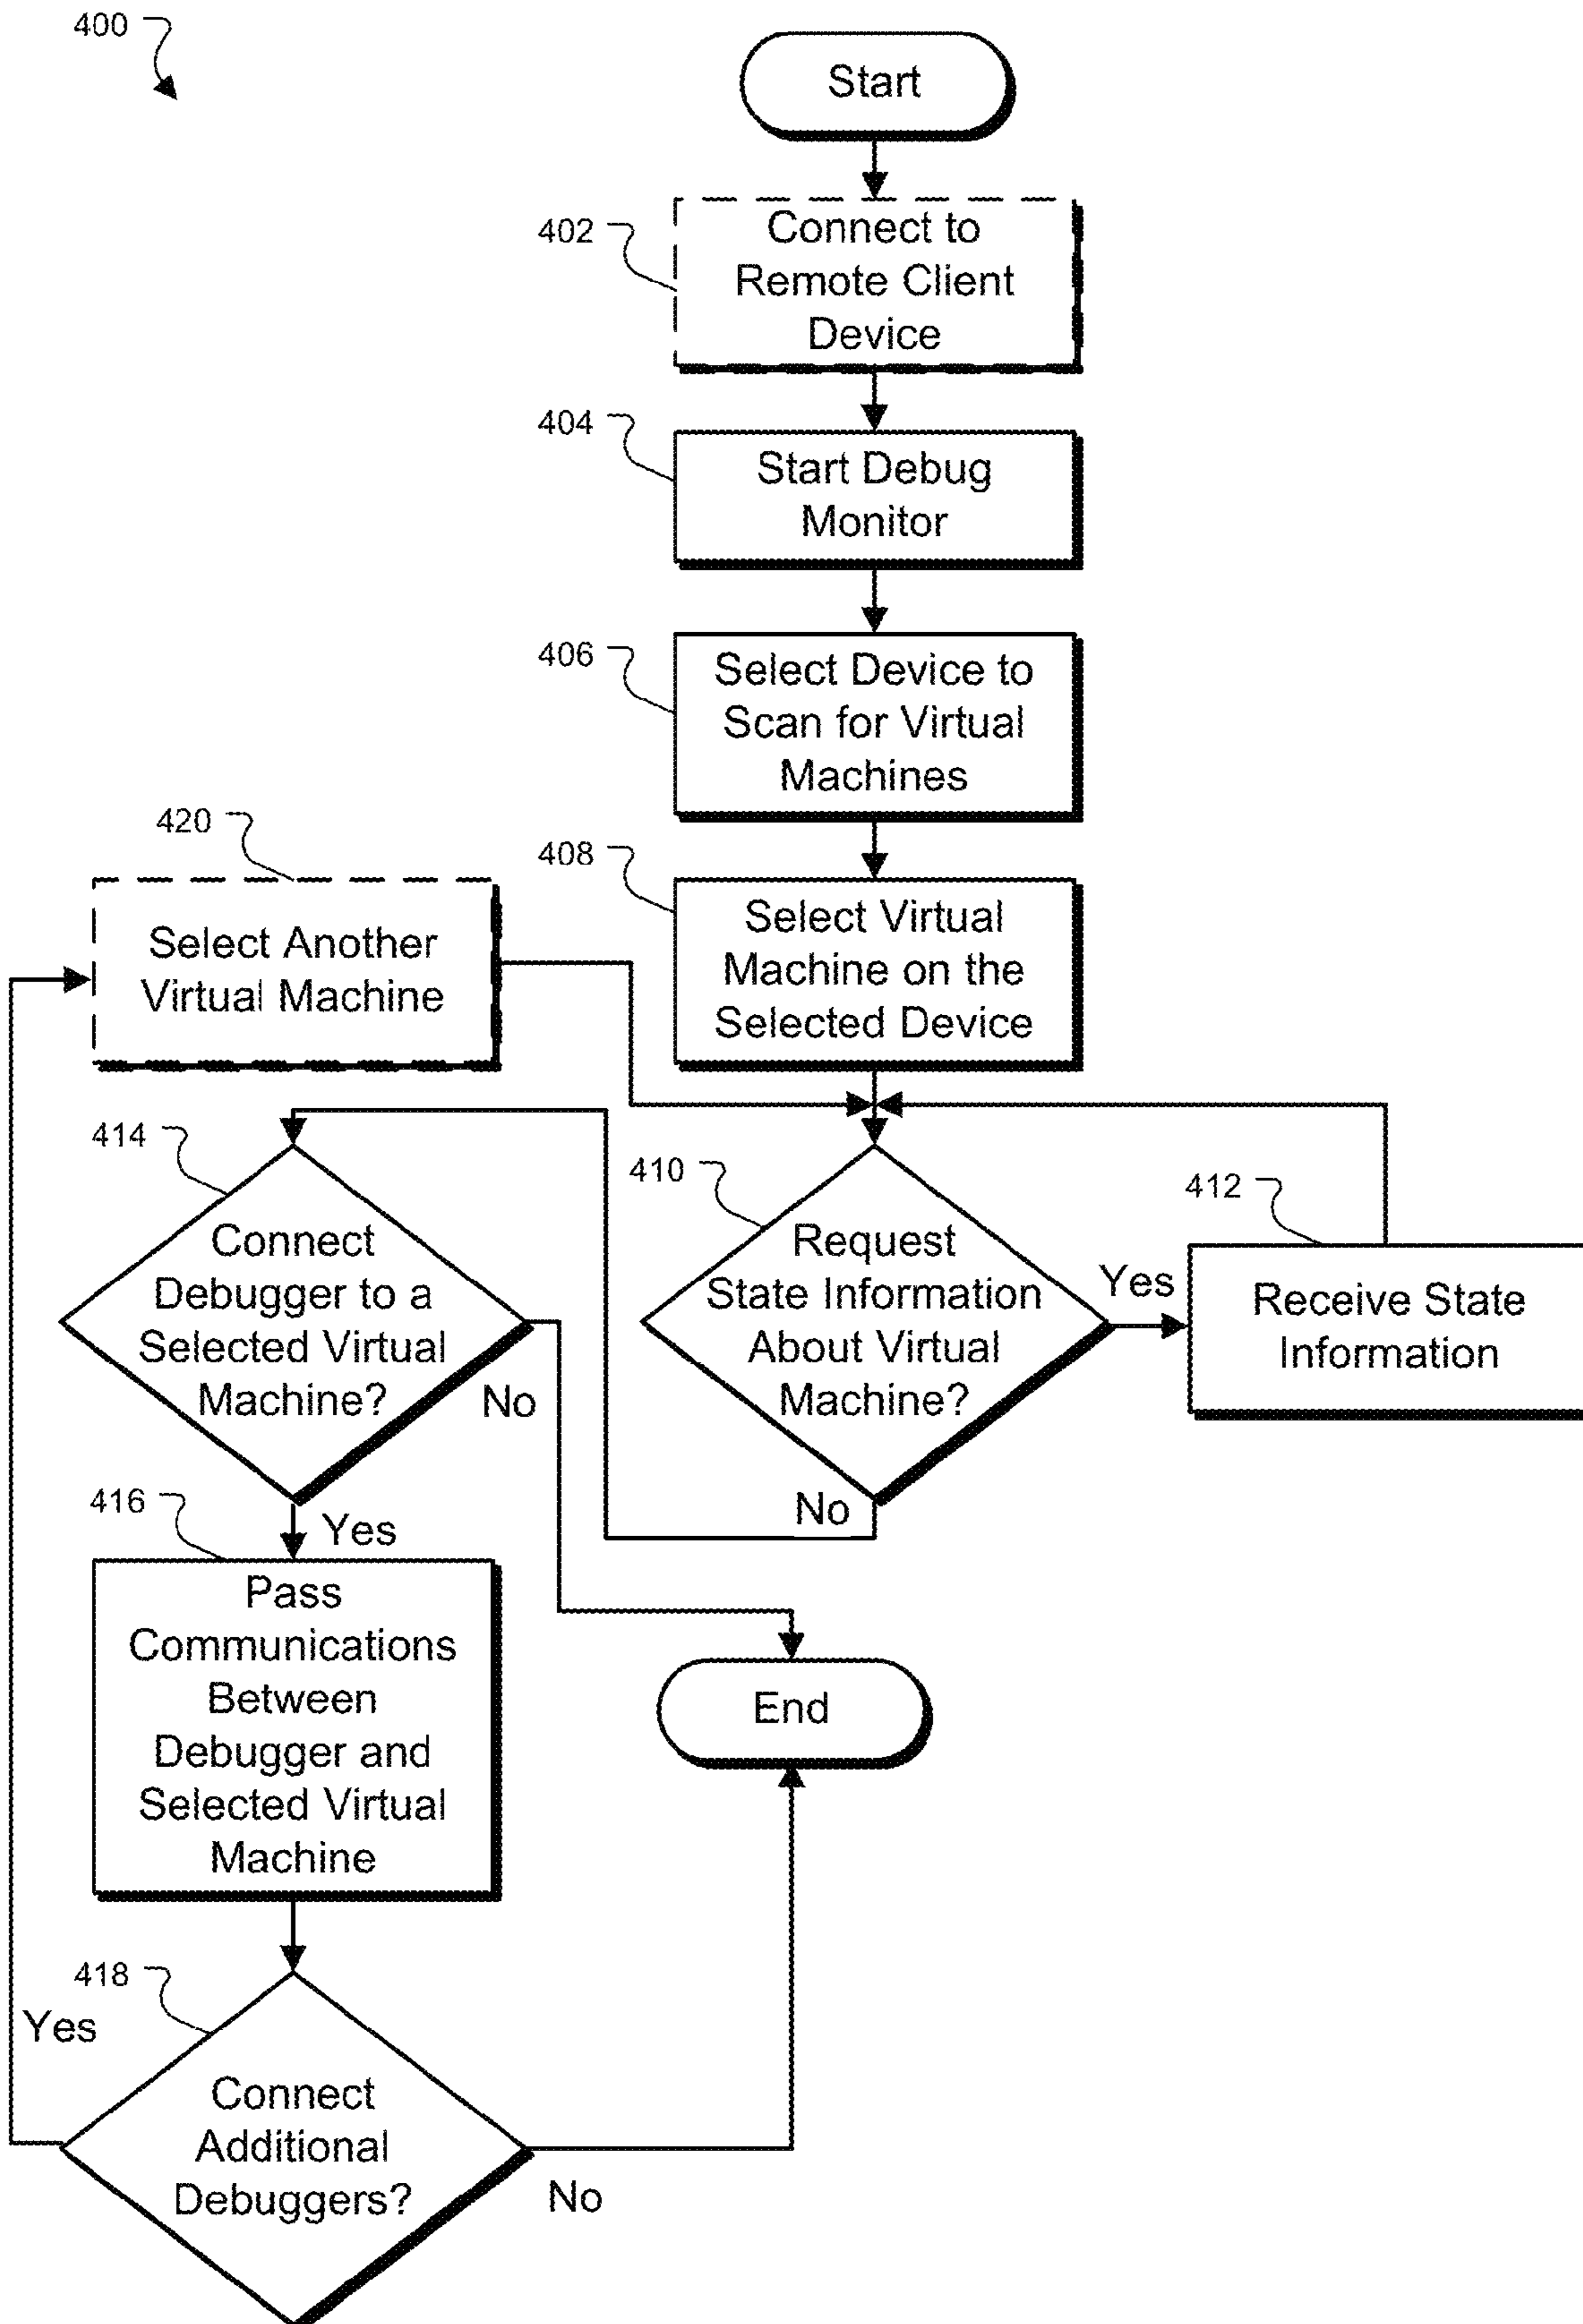 400
Start
402
Connect to
Remote Client
Device
404
Start Debug
Monitor
406
Select Device to
Scan for Virtual
Machines
420
Select Another
Virtual Machine
408
Select Virtual
Machine on the
Selected Device
414
Connect
Debugger to a
Selected Virtual
Machine?
No
Yes
410
Request
State Information
About Virtual
Machine?
Yes
No
412
Receive State
Information
416
Pass
Communications
Between
Debugger and
Selected Virtual
Machine
End
418
Yes
Connect
Additional
Debuggers?
No